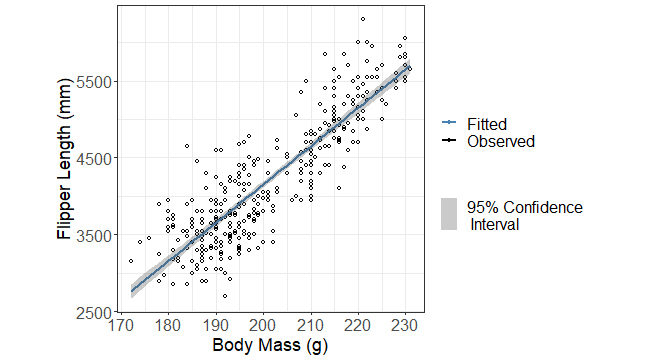 5500
4500
3500
2500
Flipper Length (mm)
170 180 190 200 210 220 230
Body Mass (g)
Fitted
Observed
95% Confidence
Interval